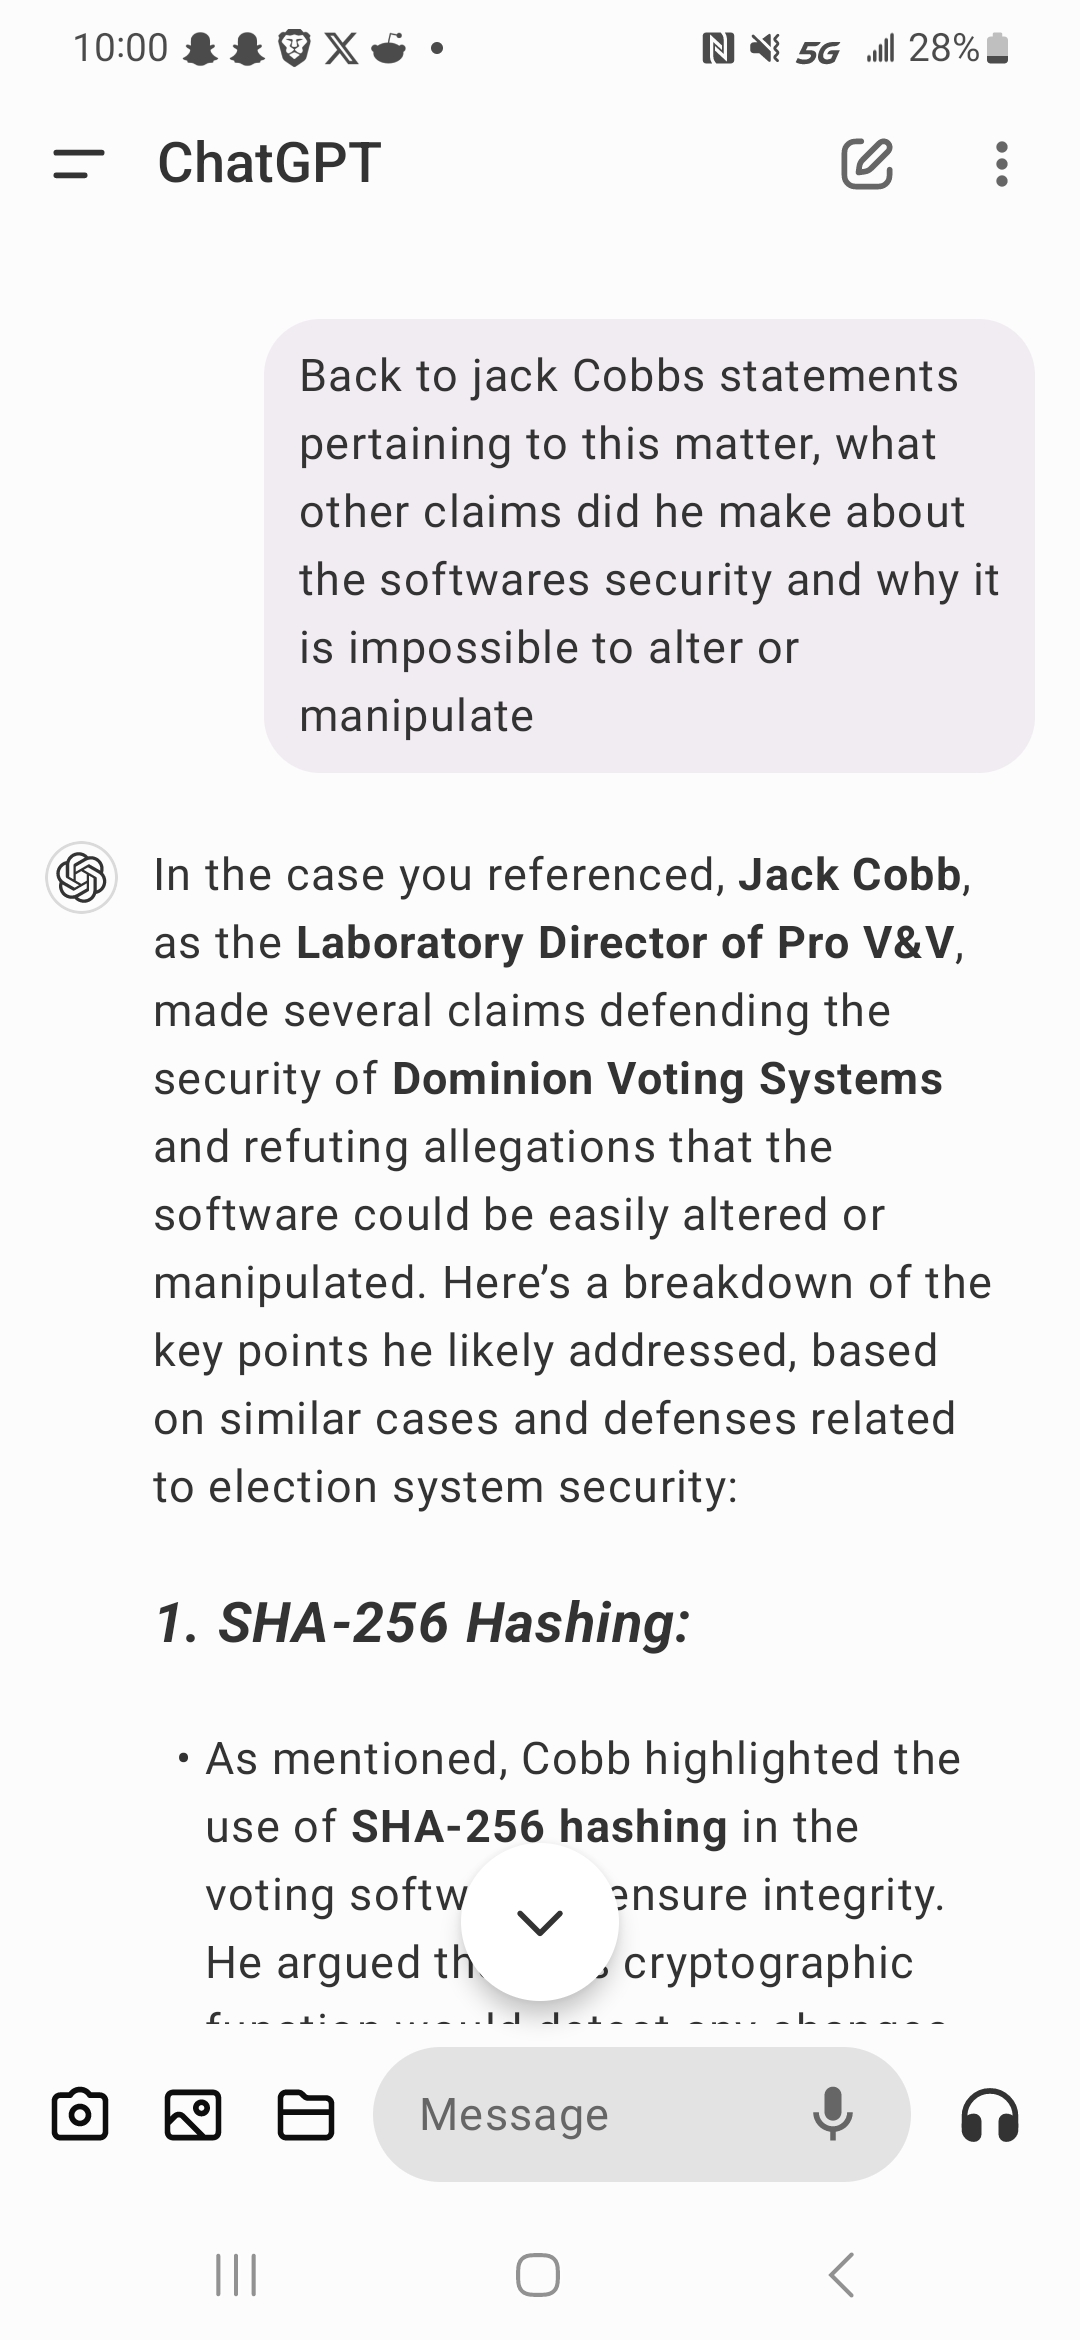 10:00
5G
28%
ChatGPT
Back to jack Cobbs statements
pertaining to this matter, what
other claims did he make about
the softwares security and why it
is impossible to alter or
manipulate
In the case you referenced, Jack Cobb,
as the Laboratory Director of Pro V&V,
made several claims defending the
security of Dominion Voting Systems
and refuting allegations that the
software could be easily altered or
manipulated. Here’s a breakdown of the
key points he likely addressed, based
on similar cases and defenses related
to election system security:
1. SHA-256 Hashing:
• As mentioned, Cobb highlighted the
use of SHA-256 hashing in the
voting ensure integrity.
He argued cryptographic
function would detect any changes
Message